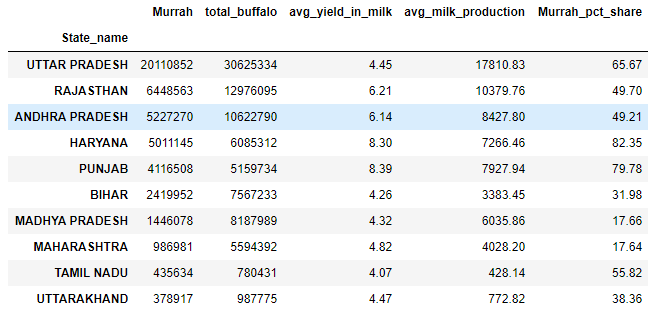 Murrah total_buffalo avg_yield_in_milk avg_milk_production Murrah_pct_share
State_name
UTTAR PRADESH 20110852 30625334 4.45 17810.83 65.67
RAJASTHAN 6448563 12976095 6.21 10379.76 49.70
ANDHRA PRADESH 5227270 10622790 6.14 8427.80 49.21
HARYANA 5011145 6085312 8.30 7266.46 82.35
PUNJAB 4116508 5159734 8.39 7927.94 79.78
BIHAR 2419952 7567233 4.26 3383.45 31.98
MADHYA PRADESH 1446078 8187989 4.32 6035.86 17.66
MAHARASHTRA 986981 5594392 4.82 4028.20 17.64
TAMIL NADU 435634 780431 4.07 428.14 55.82
UTTARAKHAND 378917 987775 4.47 772.82 38.36